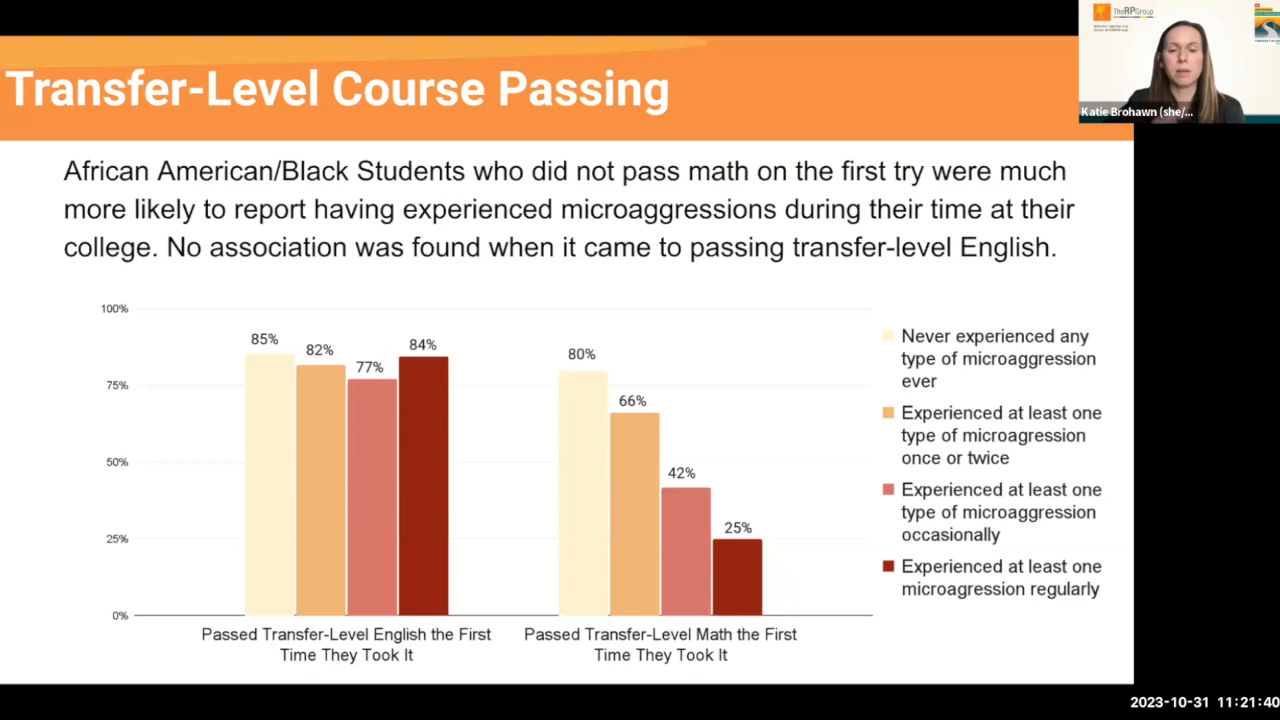 TheRPGroup
Transfer-Level Course Passing
Katie Brohawn (she/...
African American/Black Students who did not pass math on the first try were much
more likely to report having experienced microaggressions during their time at their
college. No association was found when it came to passing transfer-level English.
100%
75%
50%
25%
0%
85%
82%
77%
84%
80%
66%
42%
25%
Passed Transfer-Level English the First
Time They Took It
Passed Transfer-Level Math the First
Time They Took It
Never experienced any
type of microaggression
ever
Experienced at least one
type of microagression
once or twice
Experienced at least one
type of microaggression
occasionally
Experienced at least one
microagression regularly
2023-10-31 11:21:40